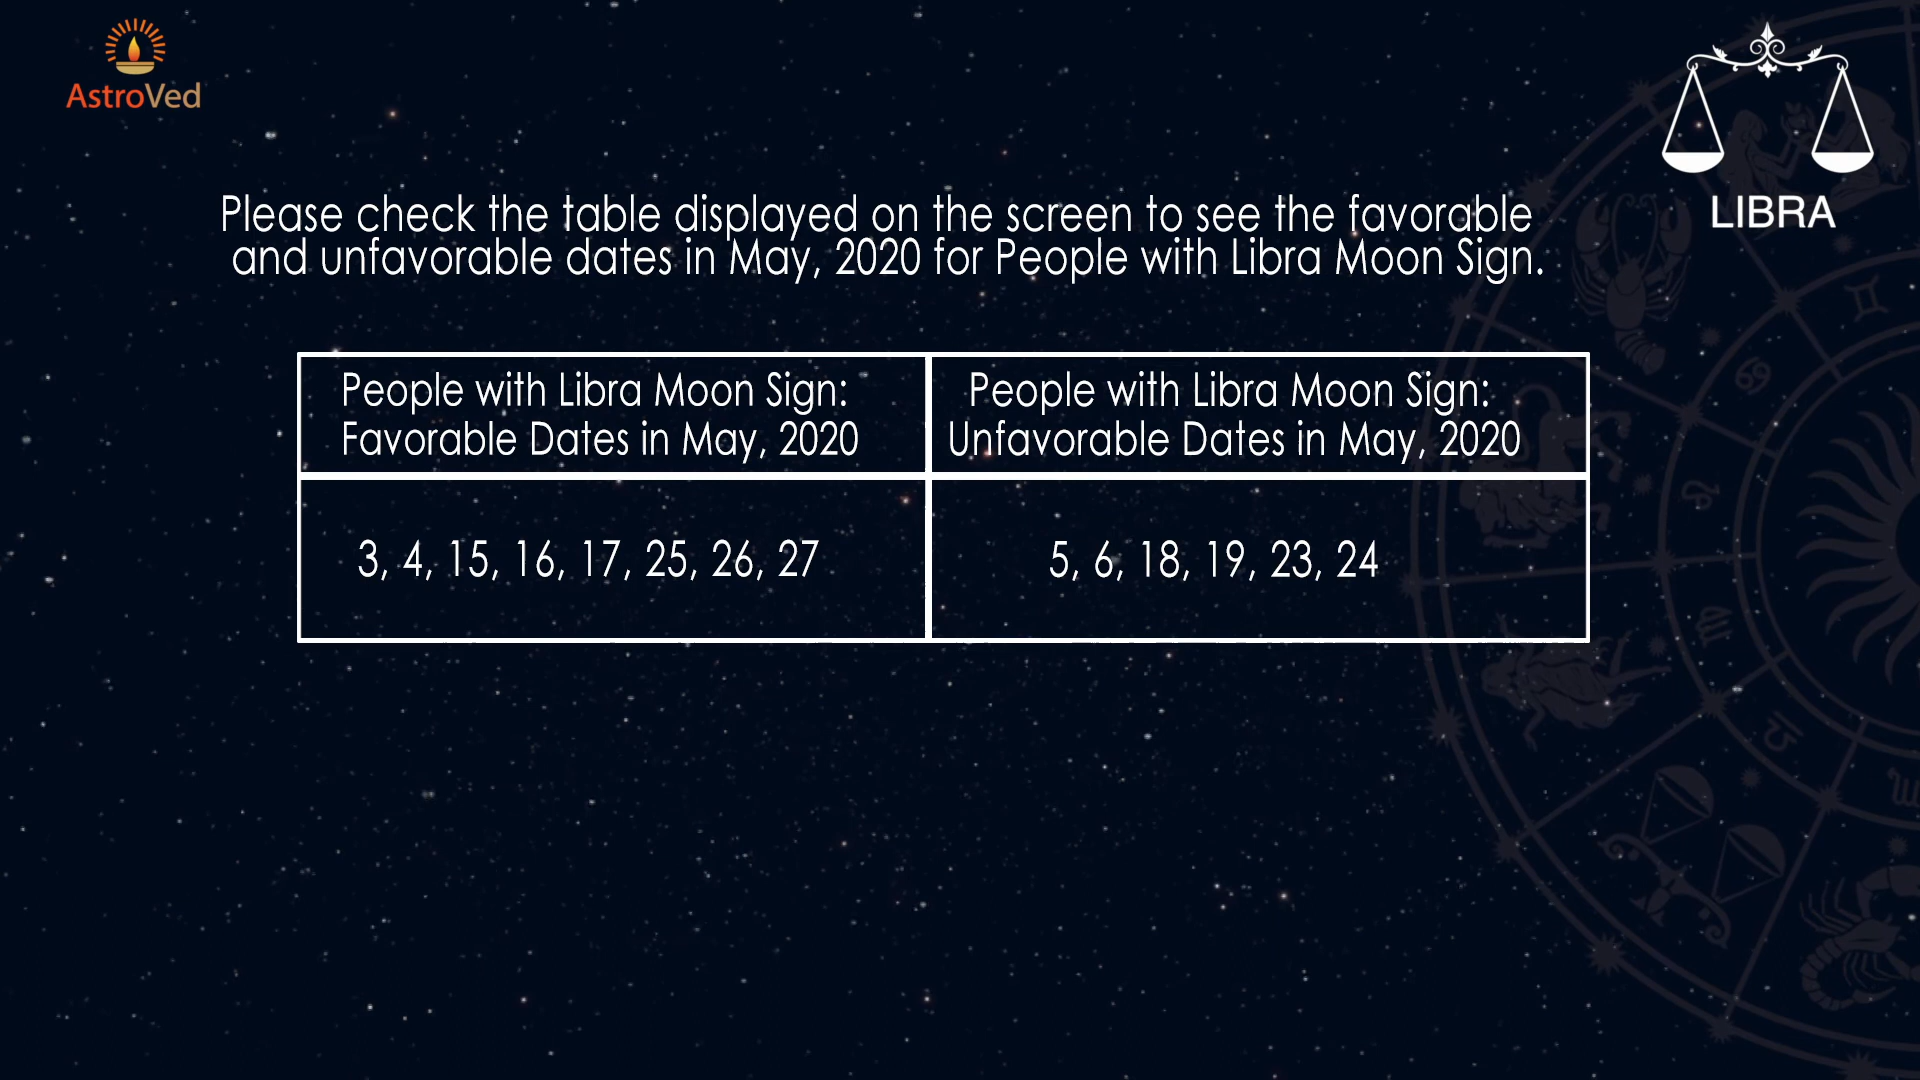 AstroVed
LIBRA
Please check the table displayed on the screen to see the favorable
and unfavorable dates in May, 2020 for People with Libra Moon Sign.
People with Libra Moon Sign:
Favorable Dates in May, 2020
People with Libra Moon Sign:
Unfavorable Dates in May, 2020
3, 4, 15, 16, 17, 25, 26, 27
5, 6, 18, 19, 23, 24